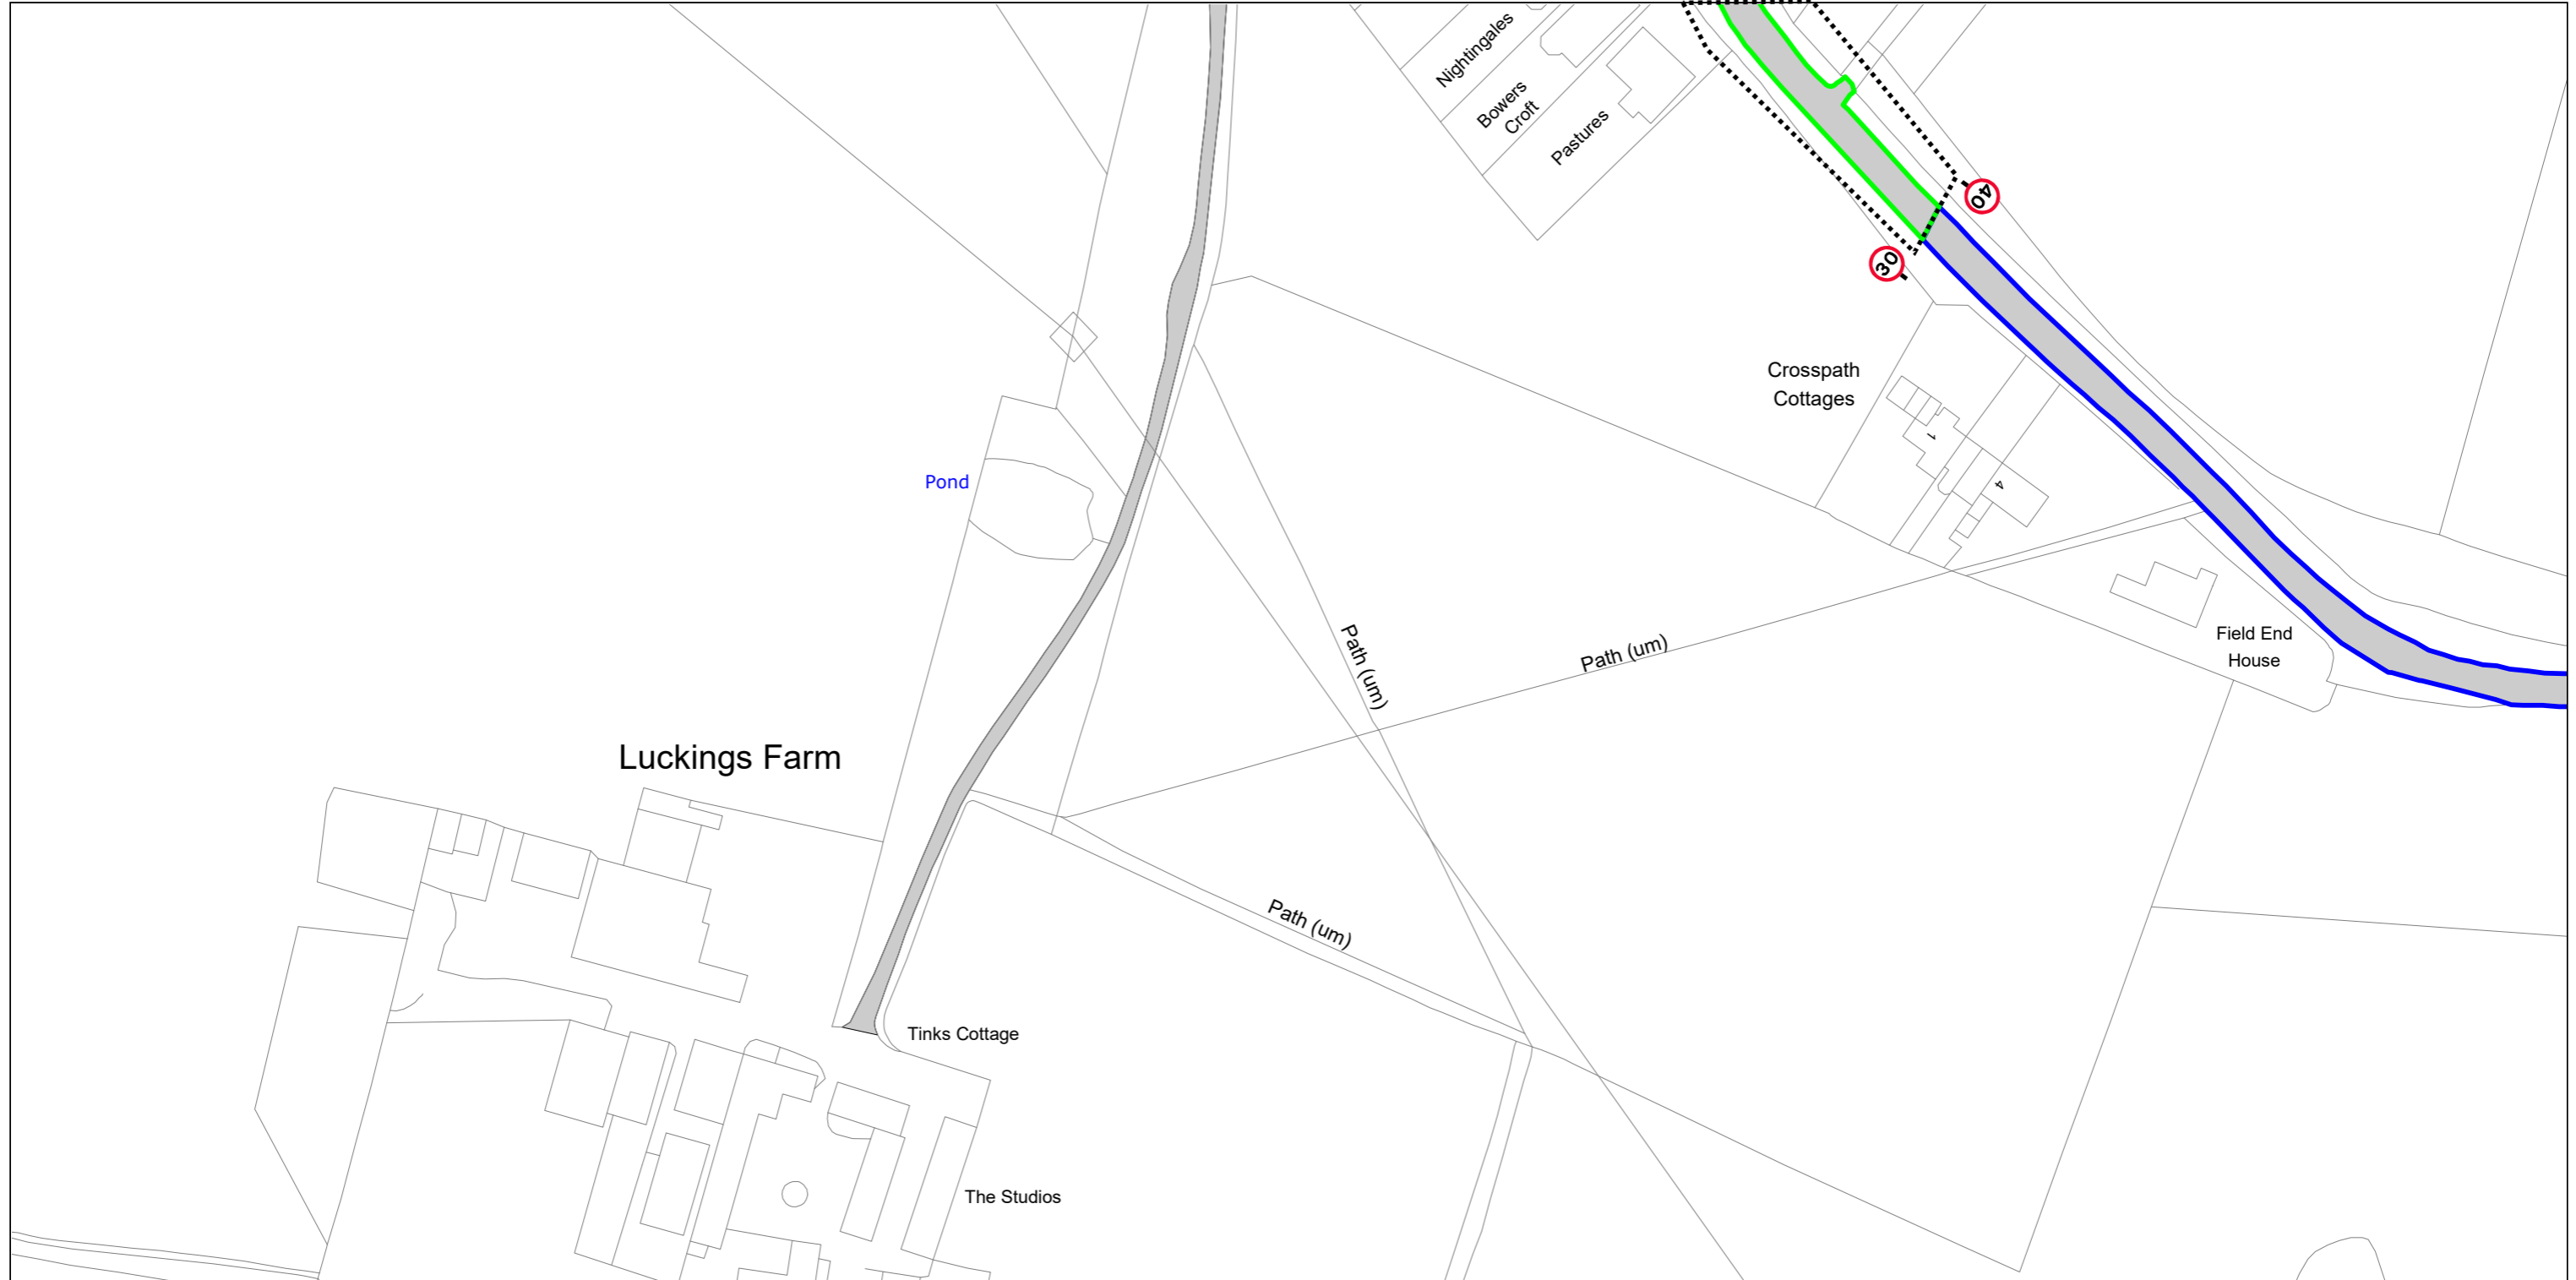 Nightingales
Bowers
Croft
Pastures
40
30
Crosspath
Cottages
1
4
Pond
Path (um)
Path (um)
Field End
House
Luckings Farm
Path (um)
Tinks Cottage
The Studios